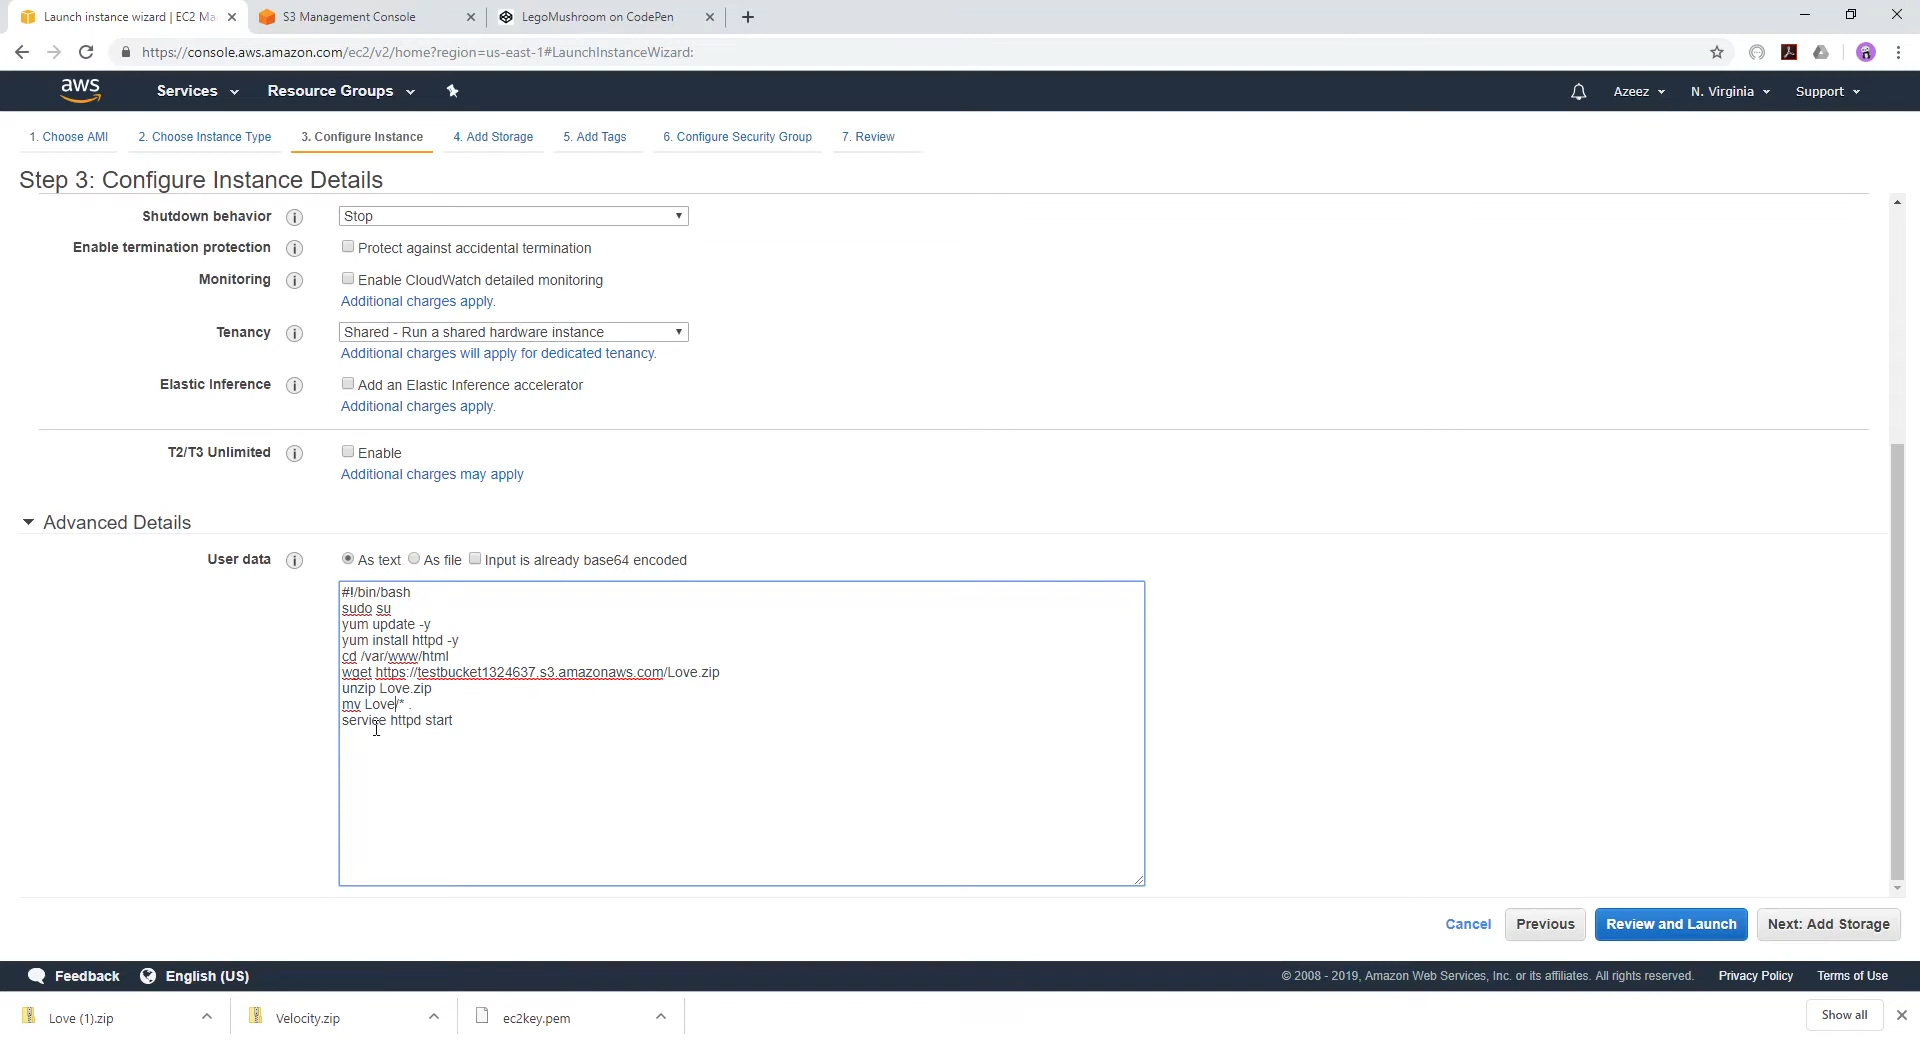 Launch instance wizard | EC2 Ma
S3 Management Console
LegoMushroom on CodePen
https://console.aws.amazon.com/ec2/v2/home?region=us-east-1#LaunchInstanceWizard:
aws
Services
Resource Groups
Azeez
N. Virginia
Support
1. Choose AMI
2. Choose Instance Type
3. Configure Instance
4. Add Storage
5. Add Tags
6. Configure Security Group
7. Review
Step 3: Configure Instance Details
Shutdown behavior
Stop
Enable termination protection
Protect against accidental termination
Monitoring
Enable CloudWatch detailed monitoring
Additional charges apply.
Tenancy
Shared - Run a shared hardware instance
Additional charges will apply for dedicated tenancy.
Elastic Inference
Add an Elastic Inference accelerator
Additional charges apply.
T2/T3 Unlimited
Enable
Additional charges may apply
Advanced Details
User data
As text
As file
Input is already base64 encoded
#!/bin/bash
sudo su
yum update -y
yum install httpd -y
cd /var/www/html
wget https://testbucket1324637.s3.amazonaws.com/Love.zip
unzip Love.zip
mv Love/* .
service httpd start
Cancel
Previous
Review and Launch
Next: Add Storage
Feedback
English (US)
© 2008 - 2019, Amazon Web Services, Inc. or its affiliates. All rights reserved.
Privacy Policy
Terms of Use
Love (1).zip
Velocity.zip
ec2key.pem
Show all